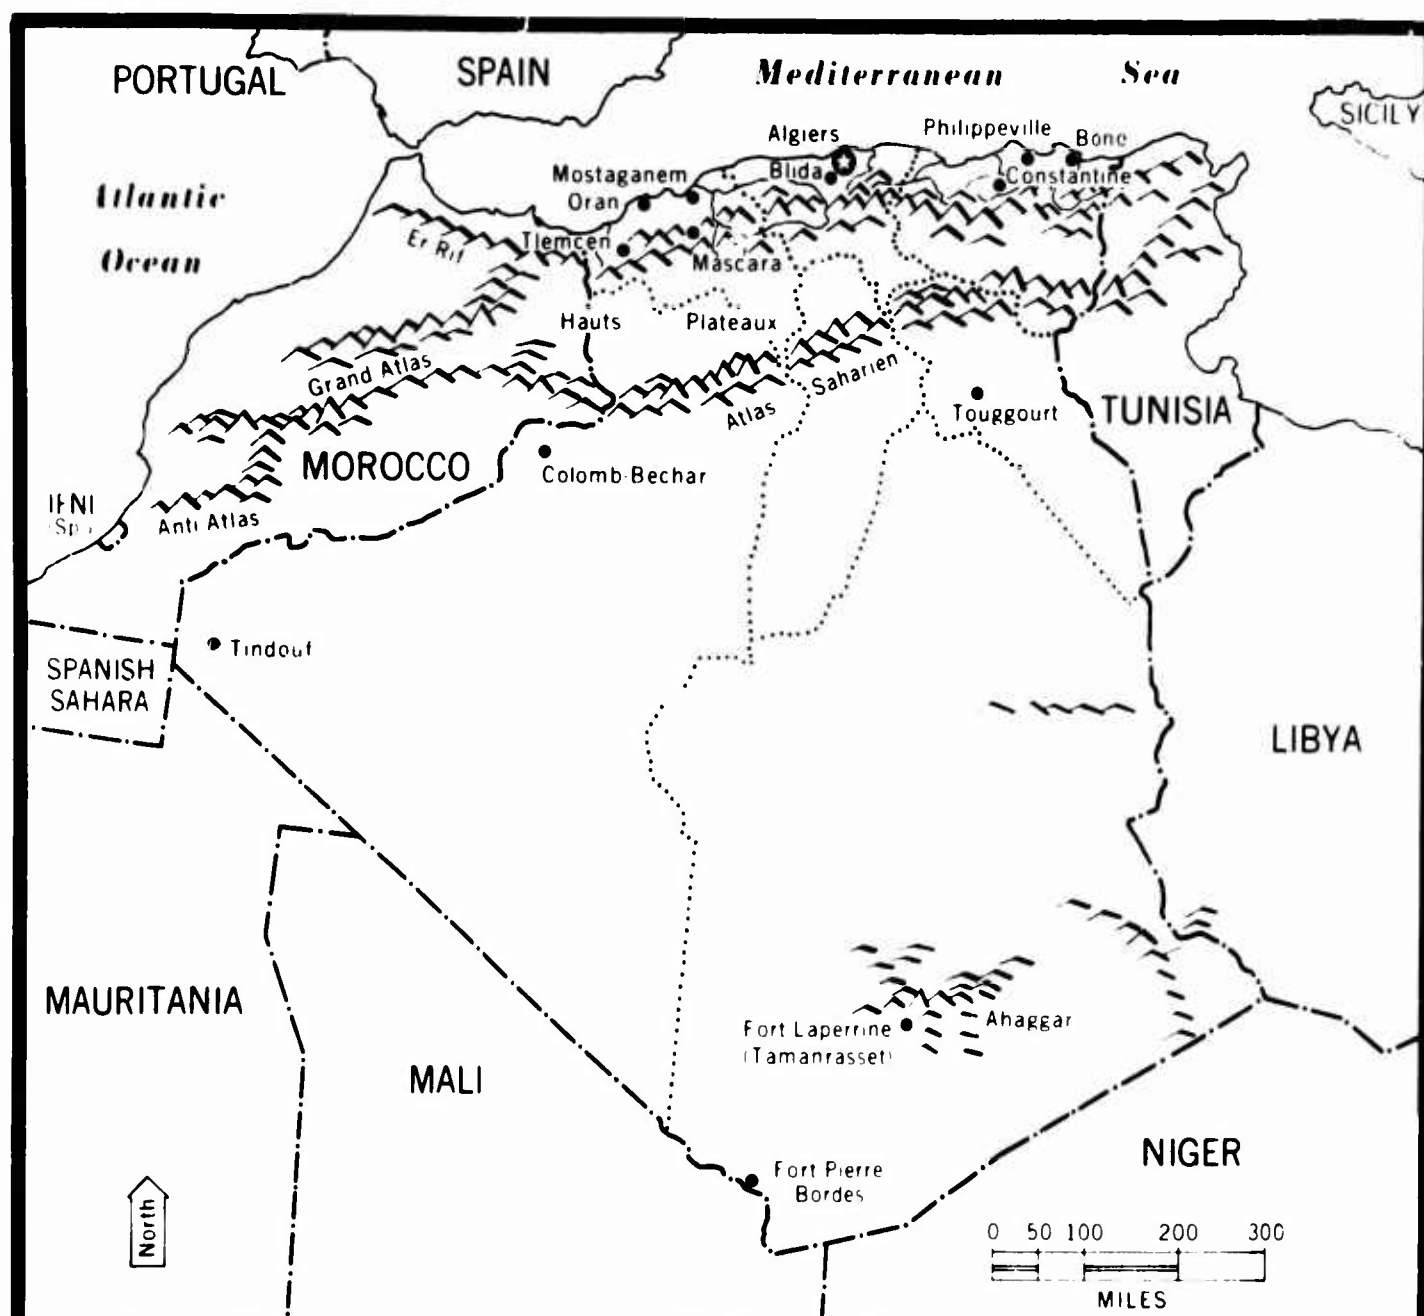 PORTUGAL
SPAIN
Mediterranean Sea
SICILY
Algiers
Philippeville
Bone
Mostaganem
Blida
Constantine
Oran
Atlantic
Ocean
Er Rif
Tlemcen
Mascara
Hauts Plateaux
Grand Atlas
Atlas Saharien
Touggourt
TUNISIA
MOROCCO
Colomb-Bechar
IFNI
(Sp.)
Anti Atlas
Tindouf
SPANISH
SAHARA
LIBYA
MAURITANIA
Fort Laperrine
(Tamanrasset)
Ahaggar
MALI
NIGER
Fort Pierre
Bordes
North
0 50 100 200 300
MILES